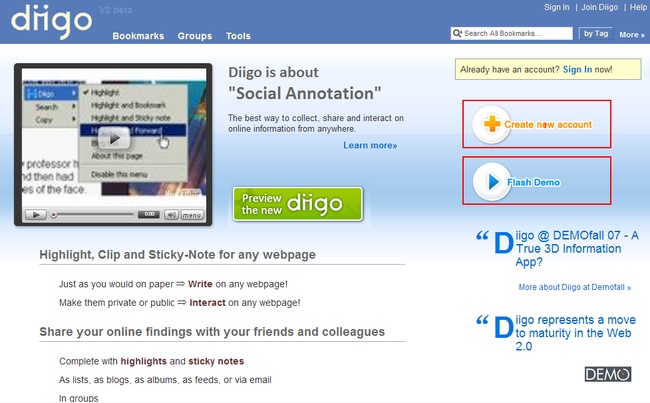 diigo V2 beta
Sign In | Join Diigo | Help
Bookmarks Groups Tools
Search All Bookmarks... by Tag More »
Diigo
Search
Copy
Highlight
Highlight and Bookmark
Highlight and Sticky note
Highlight and Forward
About this page
Disable this menu
professor h
and then had
es of the face.
0:00 menu
Diigo is about
"Social Annotation"
The best way to collect, share and interact on
online information from anywhere.
Learn more»
Preview
the new diigo
Already have an account? Sign In now!
Create new account
Flash Demo
Highlight, Clip and Sticky-Note for any webpage
Just as you would on paper ⇒ Write on any webpage!
Make them private or public ⇒ Interact on any webpage!
Share your online findings with your friends and colleagues
Complete with highlights and sticky notes
As lists, as blogs, as albums, as feeds, or via email
In groups
“ Diigo @ DEMOfall 07 - A
True 3D Information
App?
More about Diigo at Demofall »
“ Diigo represents a move
to maturity in the Web
2.0
DEMO